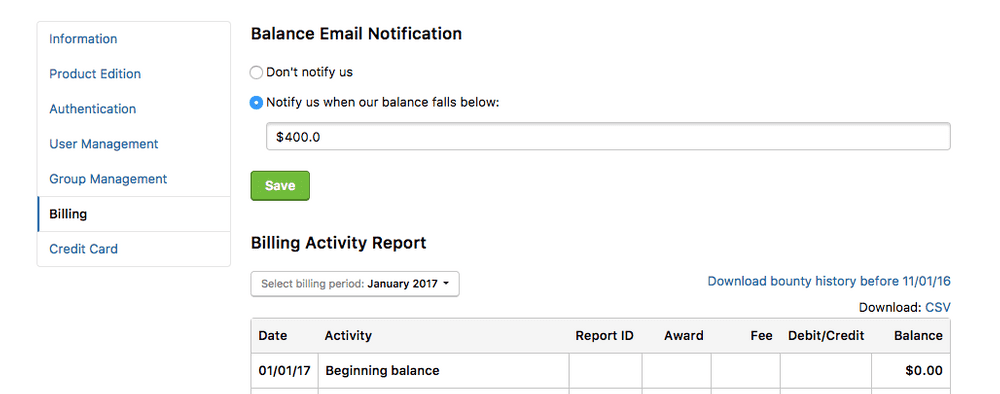 Information
Product Edition
Authentication
User Management
Group Management
Billing
Credit Card
Balance Email Notification
Don't notify us
Notify us when our balance falls below:
$400.0
Save
Billing Activity Report
Select billing period: January 2017
Download bounty history before 11/01/16
Download: CSV
Date Activity Report ID Award Fee Debit/Credit Balance
01/01/17 Beginning balance $0.00